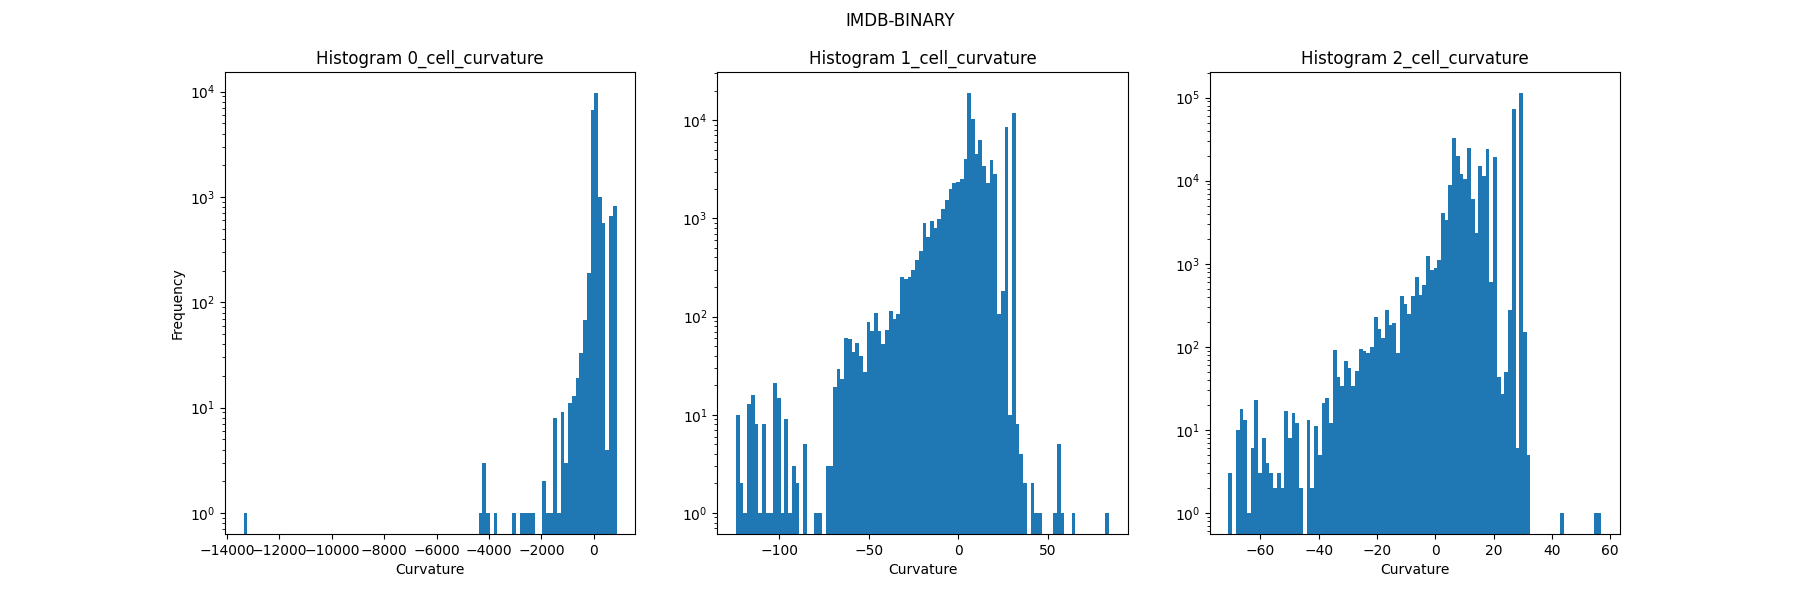 IMDB-BINARY
Histogram 0_cell_curvature
Histogram 1_cell_curvature
Histogram 2_cell_curvature
Frequency
10⁴
10³
10²
10¹
10⁰
−14000 −12000 −10000 −8000 −6000 −4000 −2000 0
Curvature
10⁴
10³
10²
10¹
10⁰
−100 −50 0 50
Curvature
10⁵
10⁴
10³
10²
10¹
10⁰
−60 −40 −20 0 20 40 60
Curvature